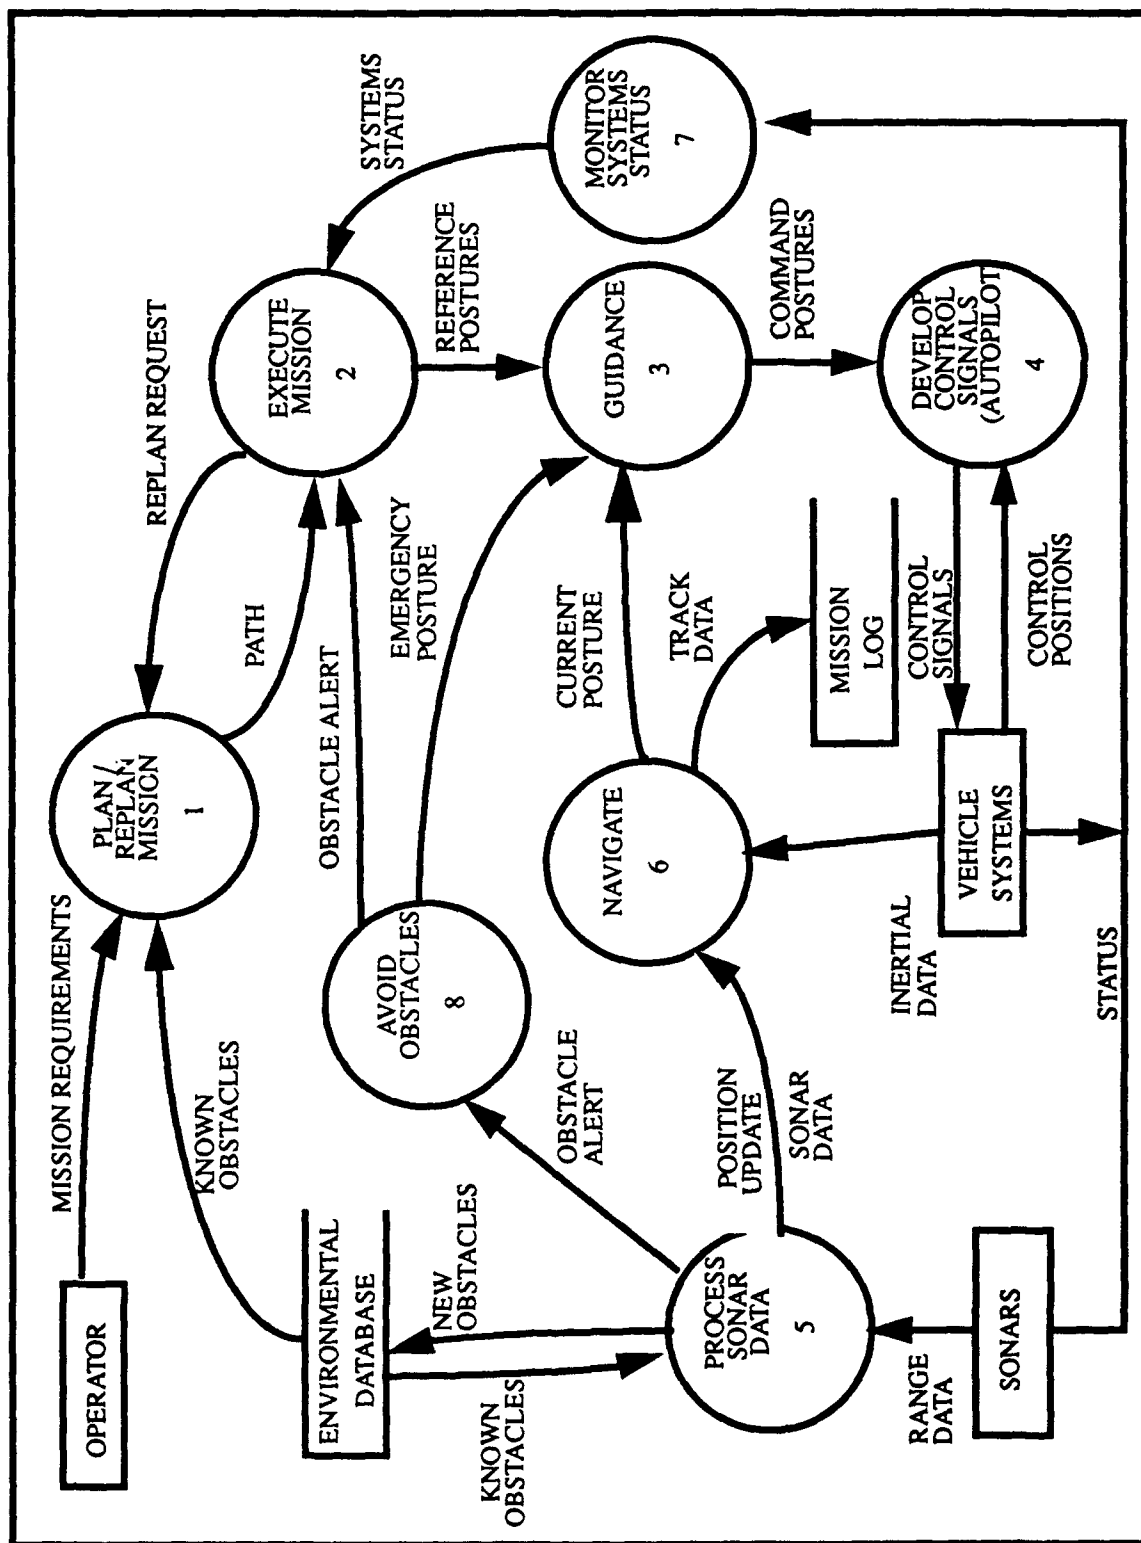 OPERATOR
MISSION REQUIREMENTS
PLAN /
REPLAN
MISSION
1
REPLAN REQUEST
PATH
KNOWN
OBSTACLES
ENVIRONMENTAL
DATABASE
OBSTACLE ALERT
EXECUTE
MISSION
2
SYSTEMS
STATUS
AVOID
OBSTACLES
8
EMERGENCY
POSTURE
REFERENCE
POSTURES
MONITOR
SYSTEMS
STATUS
7
KNOWN
OBSTACLES
NEW
OBSTACLES
OBSTACLE
ALERT
CURRENT
POSTURE
GUIDANCE
3
NAVIGATE
6
TRACK
DATA
PROCESS
SONAR
DATA
5
POSITION
UPDATE
SONAR
DATA
COMMAND
POSTURES
MISSION
LOG
DEVELOP
CONTROL
SIGNALS
(AUTOPILOT
4
CONTROL
SIGNALS
CONTROL
POSITIONS
RANGE
DATA
INERTIAL
DATA
VEHICLE
SYSTEMS
SONARS
STATUS